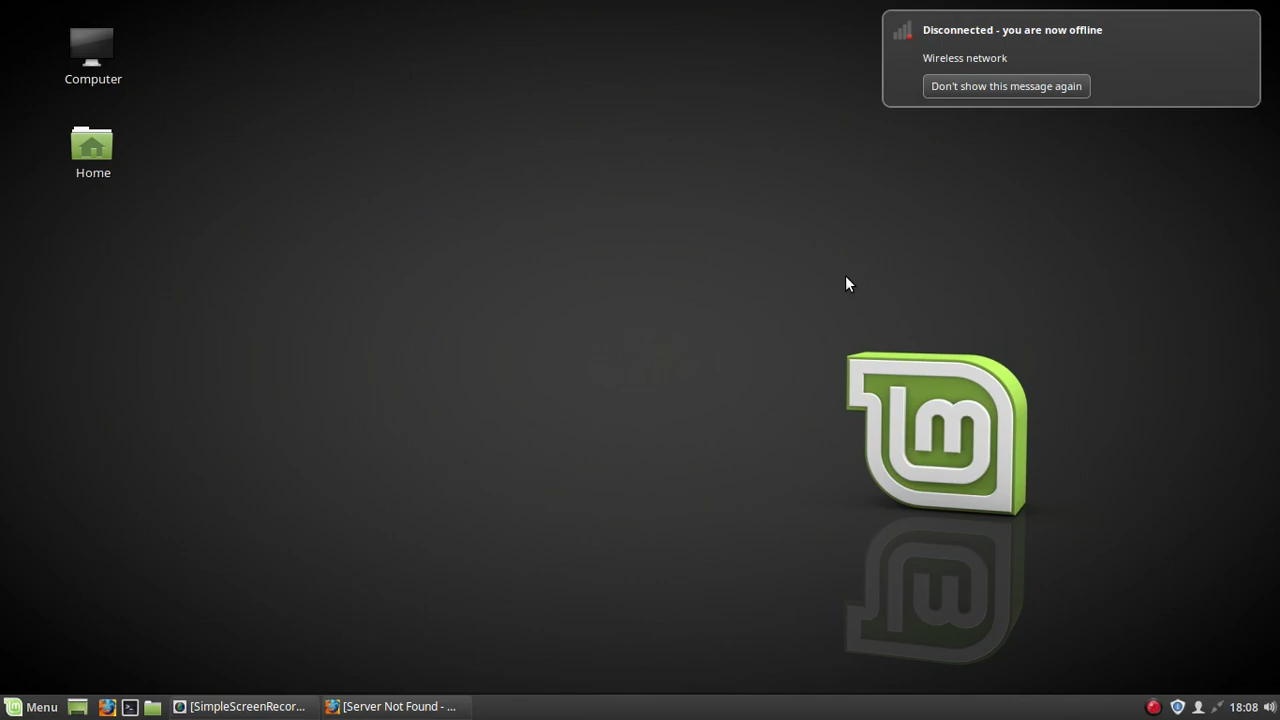 Disconnected - you are now offline
Wireless network
Don't show this message again
Computer
Home
lm
Menu
[SimpleScreenRecor...
[Server Not Found - ...
18:08